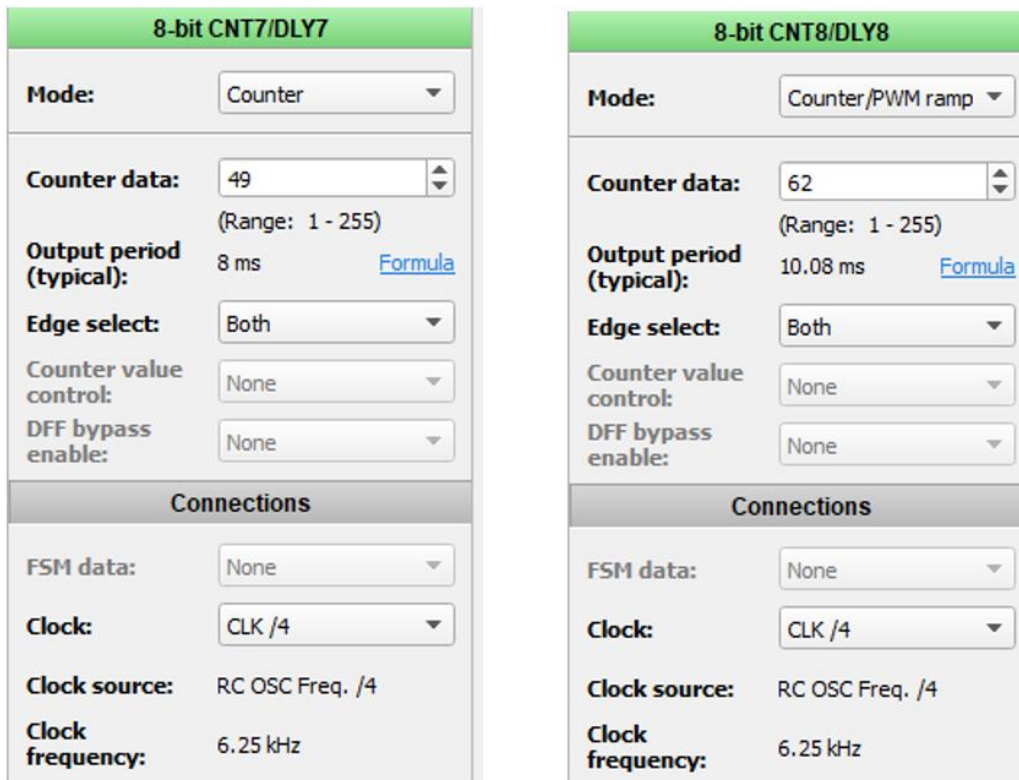 8-bit CNT7/DLY7
Mode: Counter
Counter data: 49
(Range: 1 - 255)
Output period
(typical): 8 ms Formula
Edge select: Both
Counter value
control: None
DFF bypass
enable: None
Connections
FSM data: None
Clock: CLK /4
Clock source: RC OSC Freq. /4
Clock
frequency: 6.25 kHz
8-bit CNT8/DLY8
Mode: Counter/PWM ramp
Counter data: 62
(Range: 1 - 255)
Output period
(typical): 10.08 ms Formula
Edge select: Both
Counter value
control: None
DFF bypass
enable: None
Connections
FSM data: None
Clock: CLK /4
Clock source: RC OSC Freq. /4
Clock
frequency: 6.25 kHz